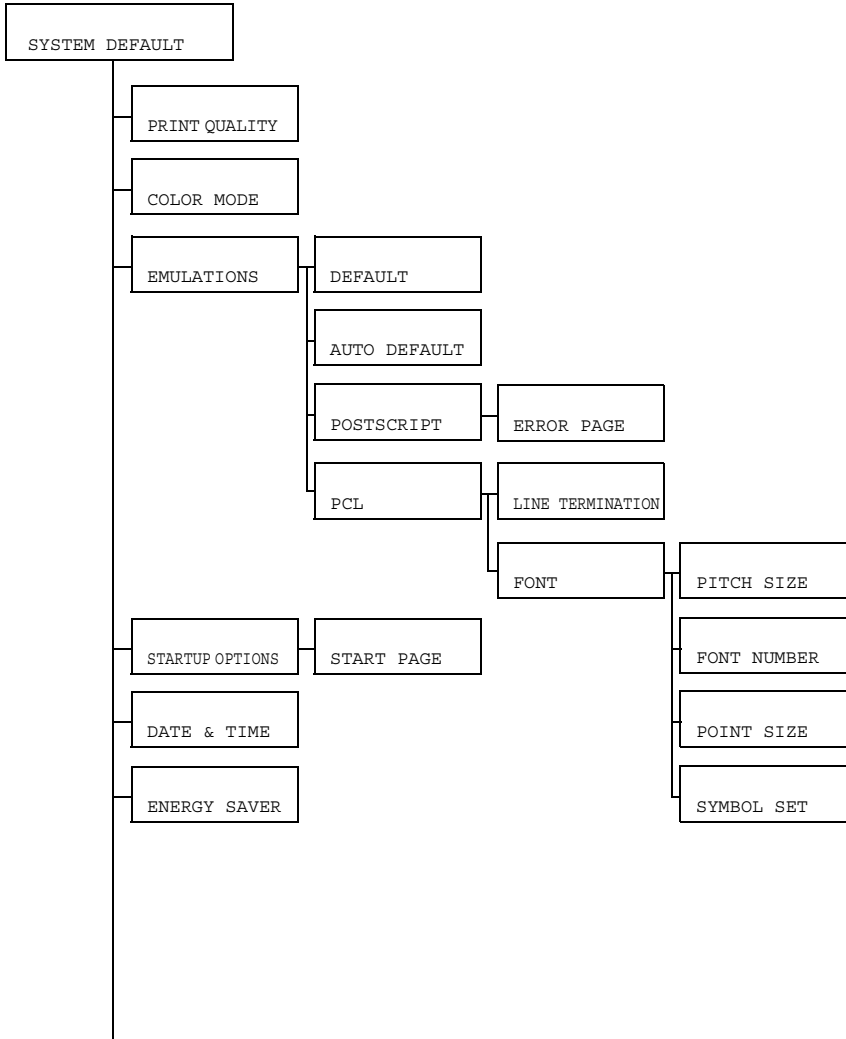 SYSTEM DEFAULT
PRINT QUALITY
COLOR MODE
EMULATIONS
DEFAULT
AUTO DEFAULT
POSTSCRIPT
ERROR PAGE
PCL
LINE TERMINATION
FONT
PITCH SIZE
STARTUP OPTIONS
START PAGE
FONT NUMBER
DATE & TIME
POINT SIZE
ENERGY SAVER
SYMBOL SET